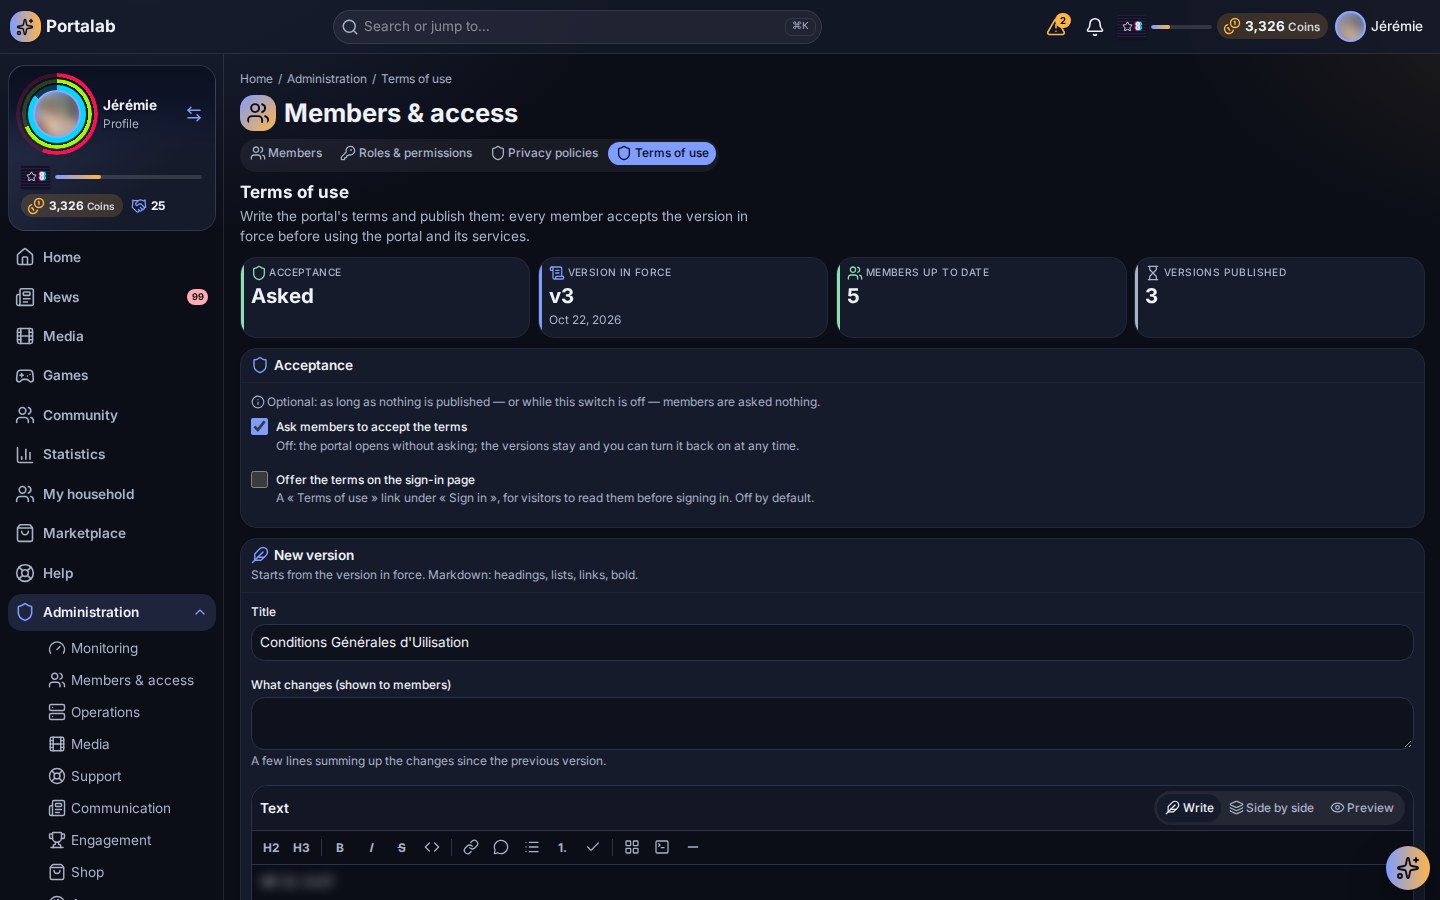 Portalab
Search or jump to...
⌘K
2
3,326 Coins
Jérémie
Jérémie
Profile
3,326 Coins
25
Home
News
99
Media
Games
Community
Statistics
My household
Marketplace
Help
Administration
Monitoring
Members & access
Operations
Media
Support
Communication
Engagement
Shop
Home / Administration / Terms of use
Members & access
Members
Roles & permissions
Privacy policies
Terms of use
Terms of use
Write the portal's terms and publish them: every member accepts the version in
force before using the portal and its services.
ACCEPTANCE
Asked
VERSION IN FORCE
v3
Oct 22, 2026
MEMBERS UP TO DATE
5
VERSIONS PUBLISHED
3
Acceptance
Optional: as long as nothing is published — or while this switch is off — members are asked nothing.
Ask members to accept the terms
Off: the portal opens without asking; the versions stay and you can turn it back on at any time.
Offer the terms on the sign-in page
A « Terms of use » link under « Sign in », for visitors to read them before signing in. Off by default.
New version
Starts from the version in force. Markdown: headings, lists, links, bold.
Title
Conditions Générales d'Uilisation
What changes (shown to members)
A few lines summing up the changes since the previous version.
Text
Write
Side by side
Preview
H2 H3 B I S 1.